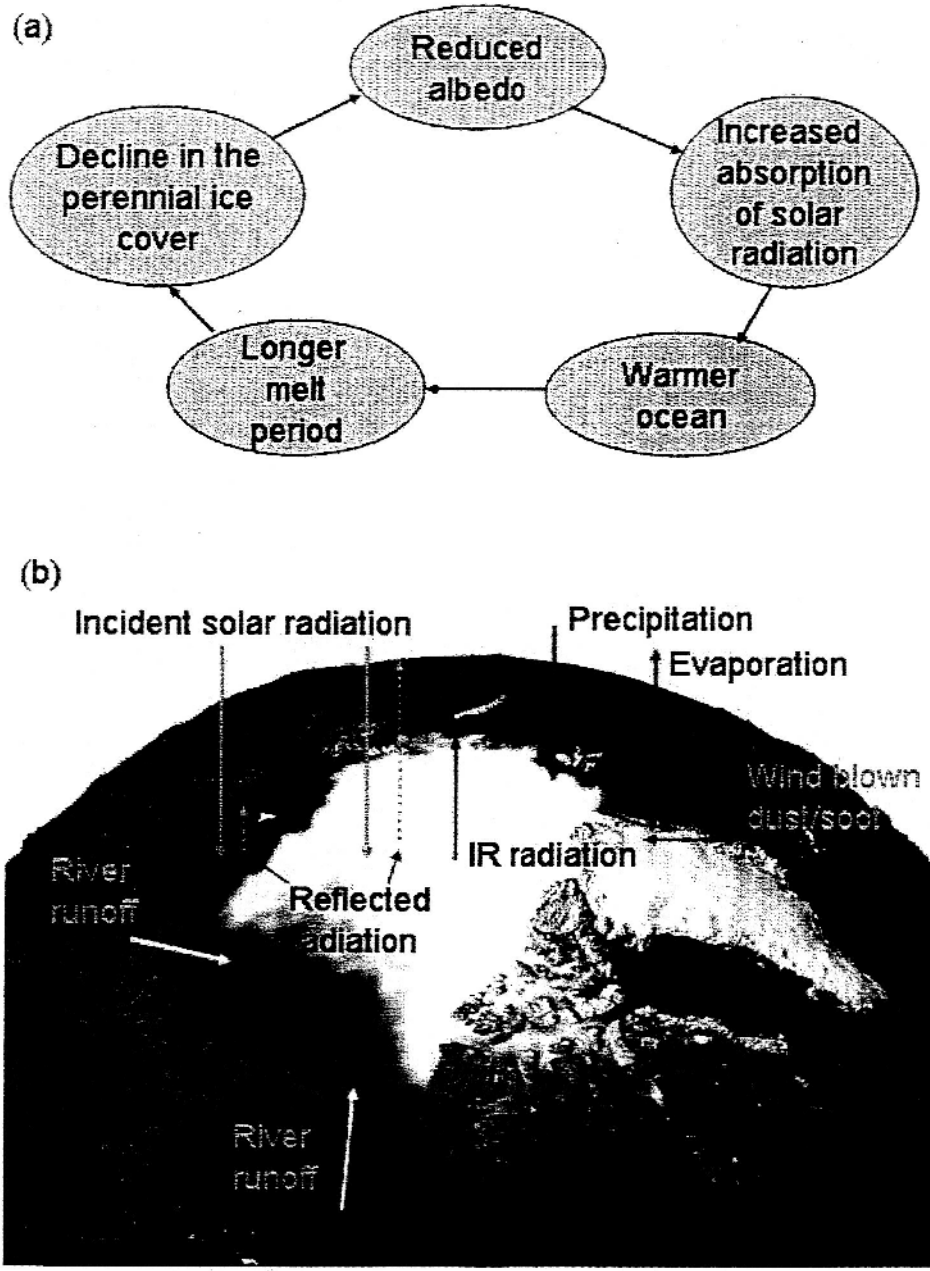 (a)
Reduced
albedo
Increased
absorption
of solar
radiation
Warmer
ocean
Longer
melt
period
Decline in the
perennial ice
cover
(b)
Incident solar radiation
Precipitation
Evaporation
Wind blown
dust/soot
IR radiation
River
runoff
Reflected
radiation
River
runoff